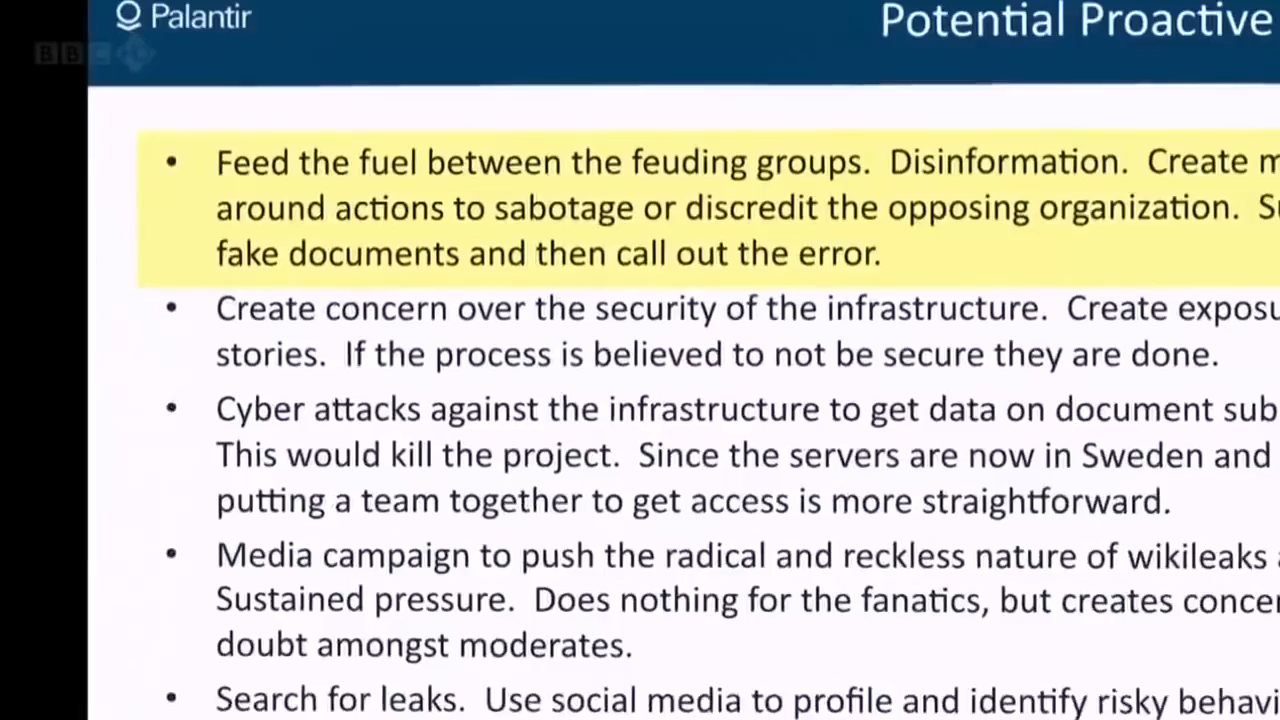 Palantir
Potential Proactive
BBC
Feed the fuel between the feuding groups. Disinformation. Create m
around actions to sabotage or discredit the opposing organization. S
fake documents and then call out the error.
Create concern over the security of the infrastructure. Create exposu
stories. If the process is believed to not be secure they are done.
Cyber attacks against the infrastructure to get data on document sub
This would kill the project. Since the servers are now in Sweden and
putting a team together to get access is more straightforward.
Media campaign to push the radical and reckless nature of wikileaks
Sustained pressure. Does nothing for the fanatics, but creates concer
doubt amongst moderates.
Search for leaks. Use social media to profile and identify risky behavi